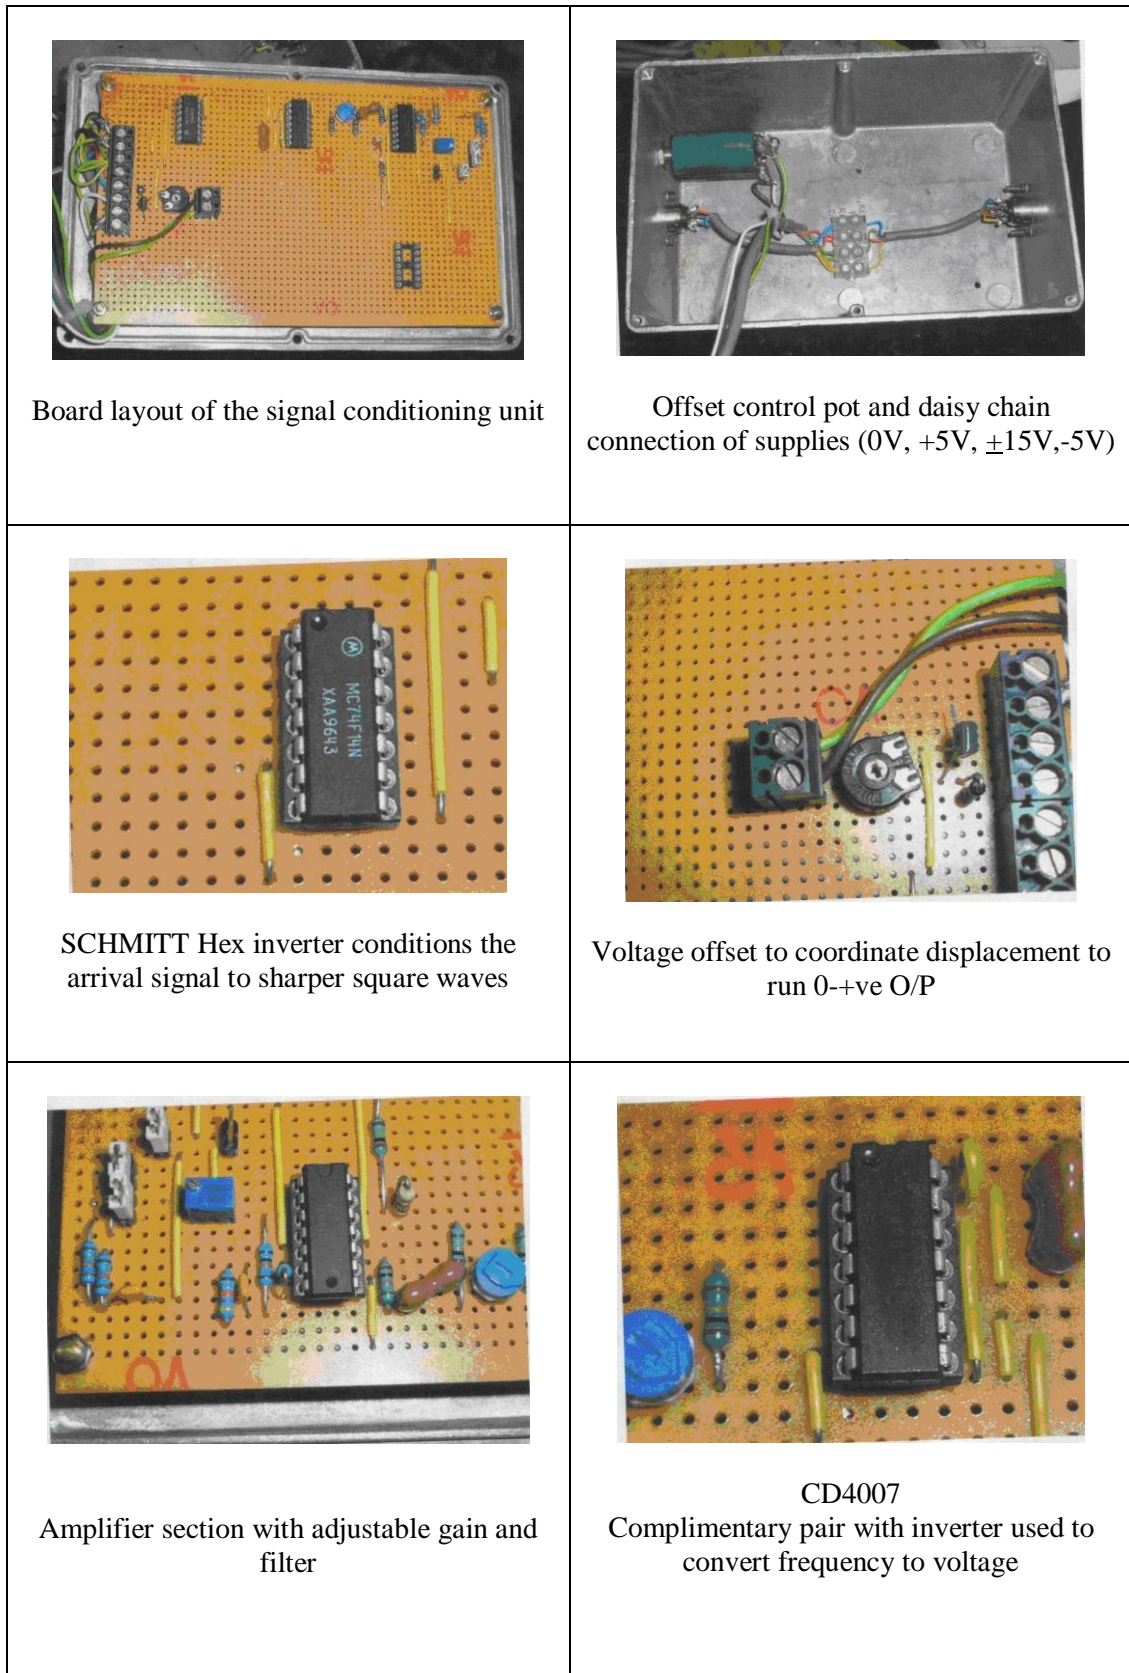 Board layout of the signal conditioning unit
Offset control pot and daisy chain
connection of supplies (0V, +5V, ±15V,-5V)
MC74F14N
XAA9643
SCHMITT Hex inverter conditions the
arrival signal to sharper square waves
Voltage offset to coordinate displacement to
run 0-+ve O/P
Amplifier section with adjustable gain and
filter
CD4007
Complimentary pair with inverter used to
convert frequency to voltage